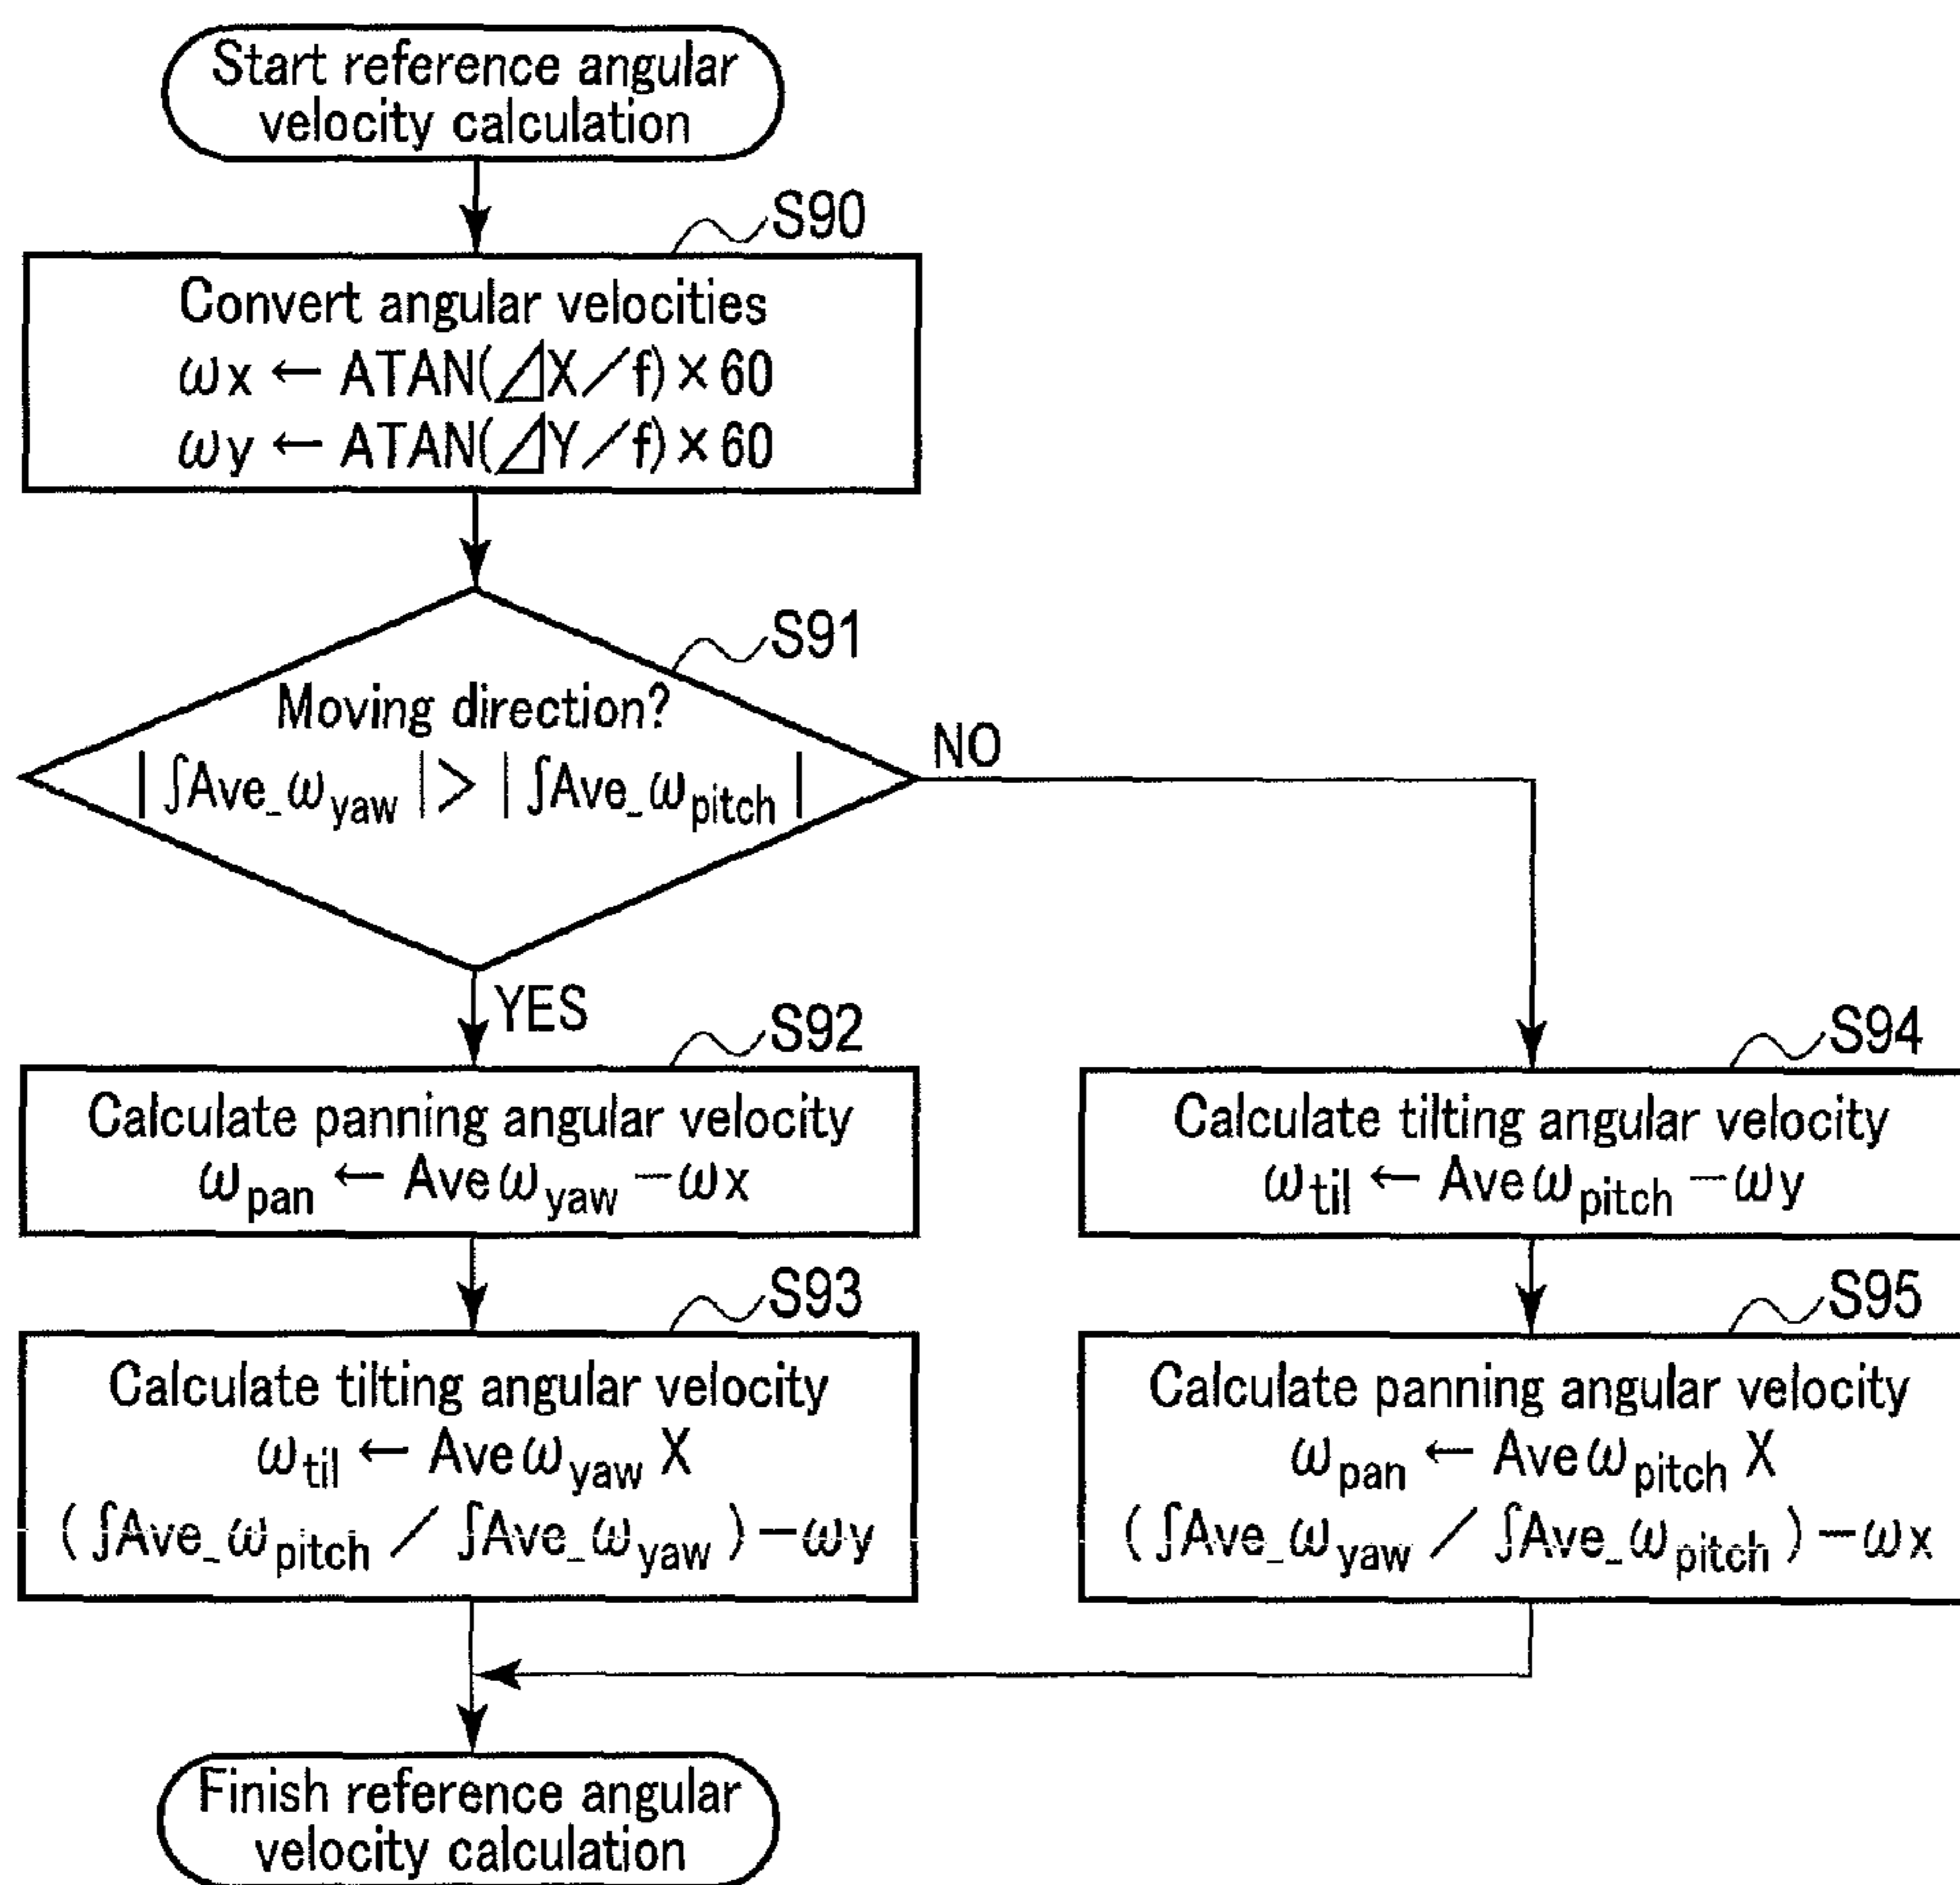 Start reference angular
velocity calculation
S90
Convert angular velocities
ωx ← ATAN(⊿X/f)×60
ωy ← ATAN(⊿Y/f)×60
S91
Moving direction?
|∫Ave_ωyaw|>|∫Ave_ωpitch|
NO
YES
S92
Calculate panning angular velocity
ωpan ← Aveωyaw −ωx
S93
Calculate tilting angular velocity
ωtil ← Aveωyaw X
(∫Ave_ωpitch / ∫Ave_ωyaw)−ωy
S94
Calculate tilting angular velocity
ωtil ← Aveωpitch −ωy
S95
Calculate panning angular velocity
ωpan ← Aveωpitch X
(∫Ave_ωyaw / ∫Ave_ωpitch)−ωx
Finish reference angular
velocity calculation